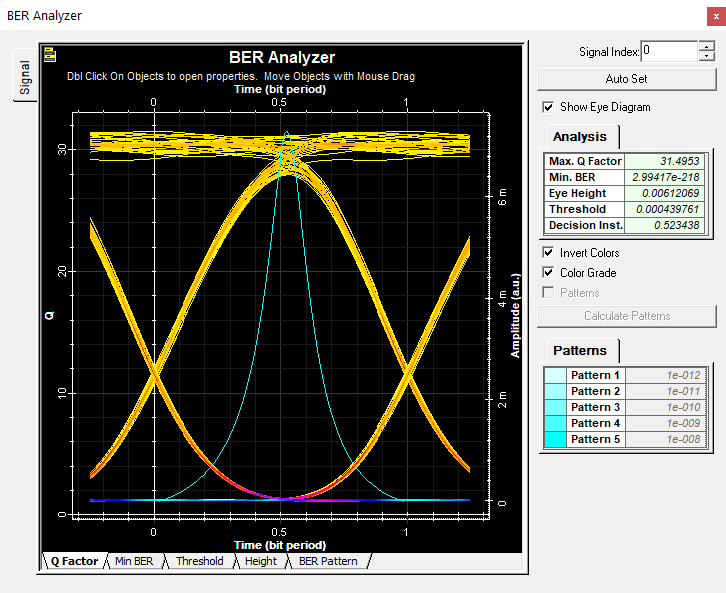 BER Analyzer
x
Signal
BER Analyzer
Dbl Click On Objects to open properties. Move Objects with Mouse Drag
Time (bit period)
0 0.5 1
30
20
10
0
Q
6 m
4 m
2 m
0
Amplitude (a.u.)
0 0.5 1
Time (bit period)
Q Factor Min BER Threshold Height BER Pattern
Signal Index: 0
Auto Set
Show Eye Diagram
Analysis
Max. Q Factor 31.4953
Min. BER 2.99417e-218
Eye Height 0.00612069
Threshold 0.000439761
Decision Inst. 0.523438
Invert Colors
Color Grade
Patterns
Calculate Patterns
Patterns
Pattern 1 1e-012
Pattern 2 1e-011
Pattern 3 1e-010
Pattern 4 1e-009
Pattern 5 1e-008